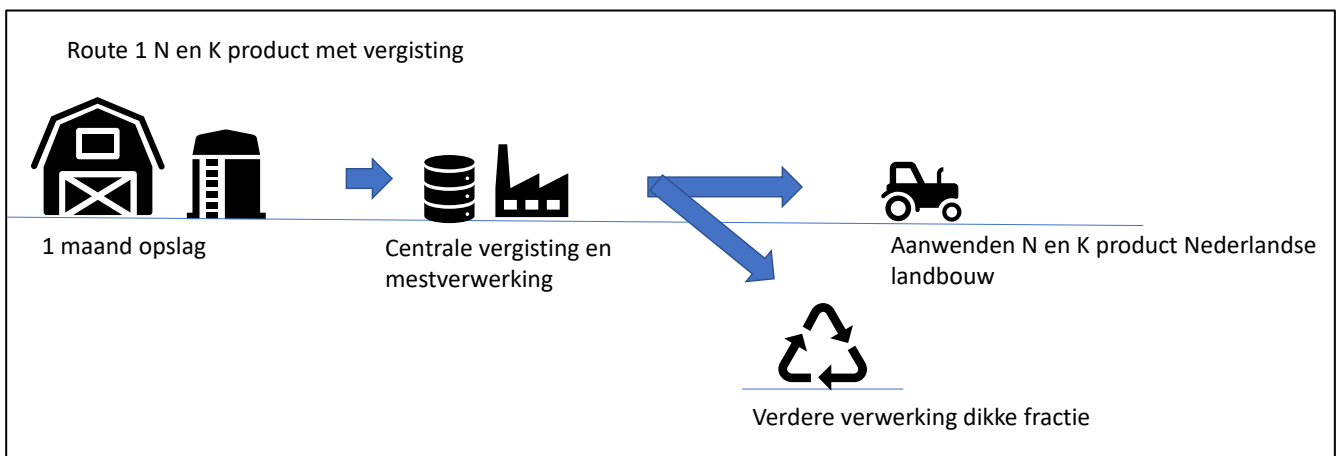 Route 1 N en K product met vergisting
1 maand opslag
Centrale vergisting en
mestverwerking
Aanwenden N en K product Nederlandse
landbouw
Verdere verwerking dikke fractie